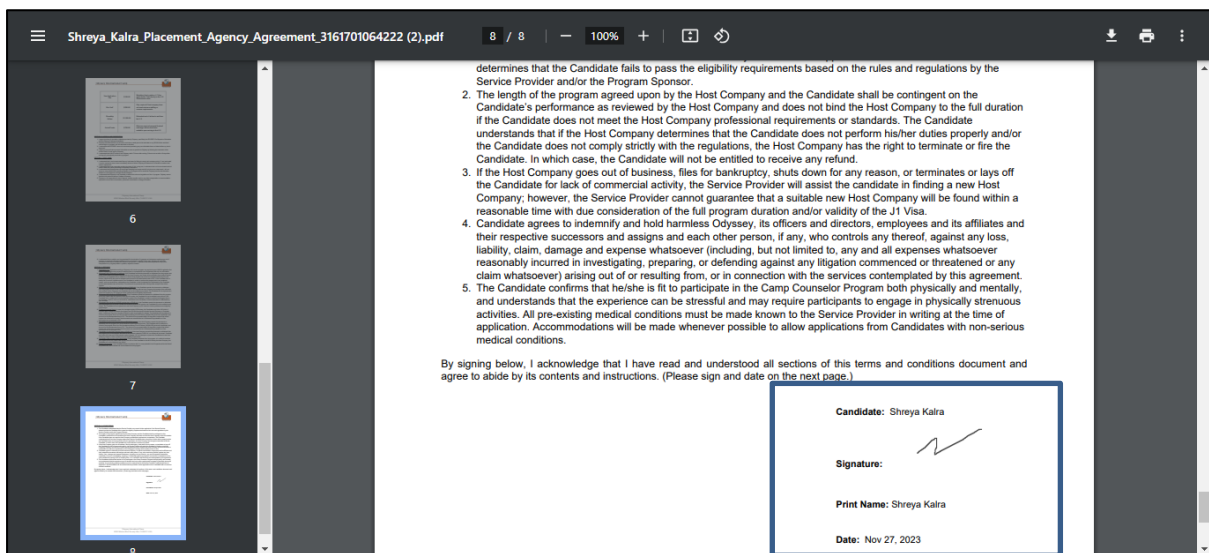 Shreya_Kalra_Placement_Agency_Agreement_3161701064222 (2).pdf
8 / 8
100%
6
7
8
determines that the Candidate fails to pass the eligibility requirements based on the rules and regulations by the
Service Provider and/or the Program Sponsor.
2. The length of the program agreed upon by the Host Company and the Candidate shall be contingent on the
Candidate's performance as reviewed by the Host Company and does not bind the Host Company to the full duration
if the Candidate does not meet the Host Company professional requirements or standards. The Candidate
understands that if the Host Company determines that the Candidate does not perform his/her duties properly and/or
the Candidate does not comply strictly with the regulations, the Host Company has the right to terminate or fire the
Candidate. In which case, the Candidate will not be entitled to receive any refund.
3. If the Host Company goes out of business, files for bankruptcy, shuts down for any reason, or terminates or lays off
the Candidate for lack of commercial activity, the Service Provider will assist the candidate in finding a new Host
Company; however, the Service Provider cannot guarantee that a suitable new Host Company will be found within a
reasonable time with due consideration of the full program duration and/or validity of the J1 Visa.
4. Candidate agrees to indemnify and hold harmless Odyssey, its officers and directors, employees and its affiliates and
their respective successors and assigns and each other person, if any, who controls any thereof, against any loss,
liability, claim, damage and expense whatsoever (including, but not limited to, any and all expenses whatsoever
reasonably incurred in investigating, preparing, or defending against any litigation commenced or threatened or any
claim whatsoever) arising out of or resulting from, or in connection with the services contemplated by this agreement.
5. The Candidate confirms that he/she is fit to participate in the Camp Counselor Program both physically and mentally,
and understands that the experience can be stressful and may require participants to engage in physically strenuous
activities. All pre-existing medical conditions must be made known to the Service Provider in writing at the time of
application. Accommodations will be made whenever possible to allow applications from Candidates with non-serious
medical conditions.
By signing below, I acknowledge that I have read and understood all sections of this terms and conditions document and
agree to abide by its contents and instructions. (Please sign and date on the next page.)
Candidate: Shreya Kalra
Signature:
Print Name: Shreya Kalra
Date: Nov 27, 2023